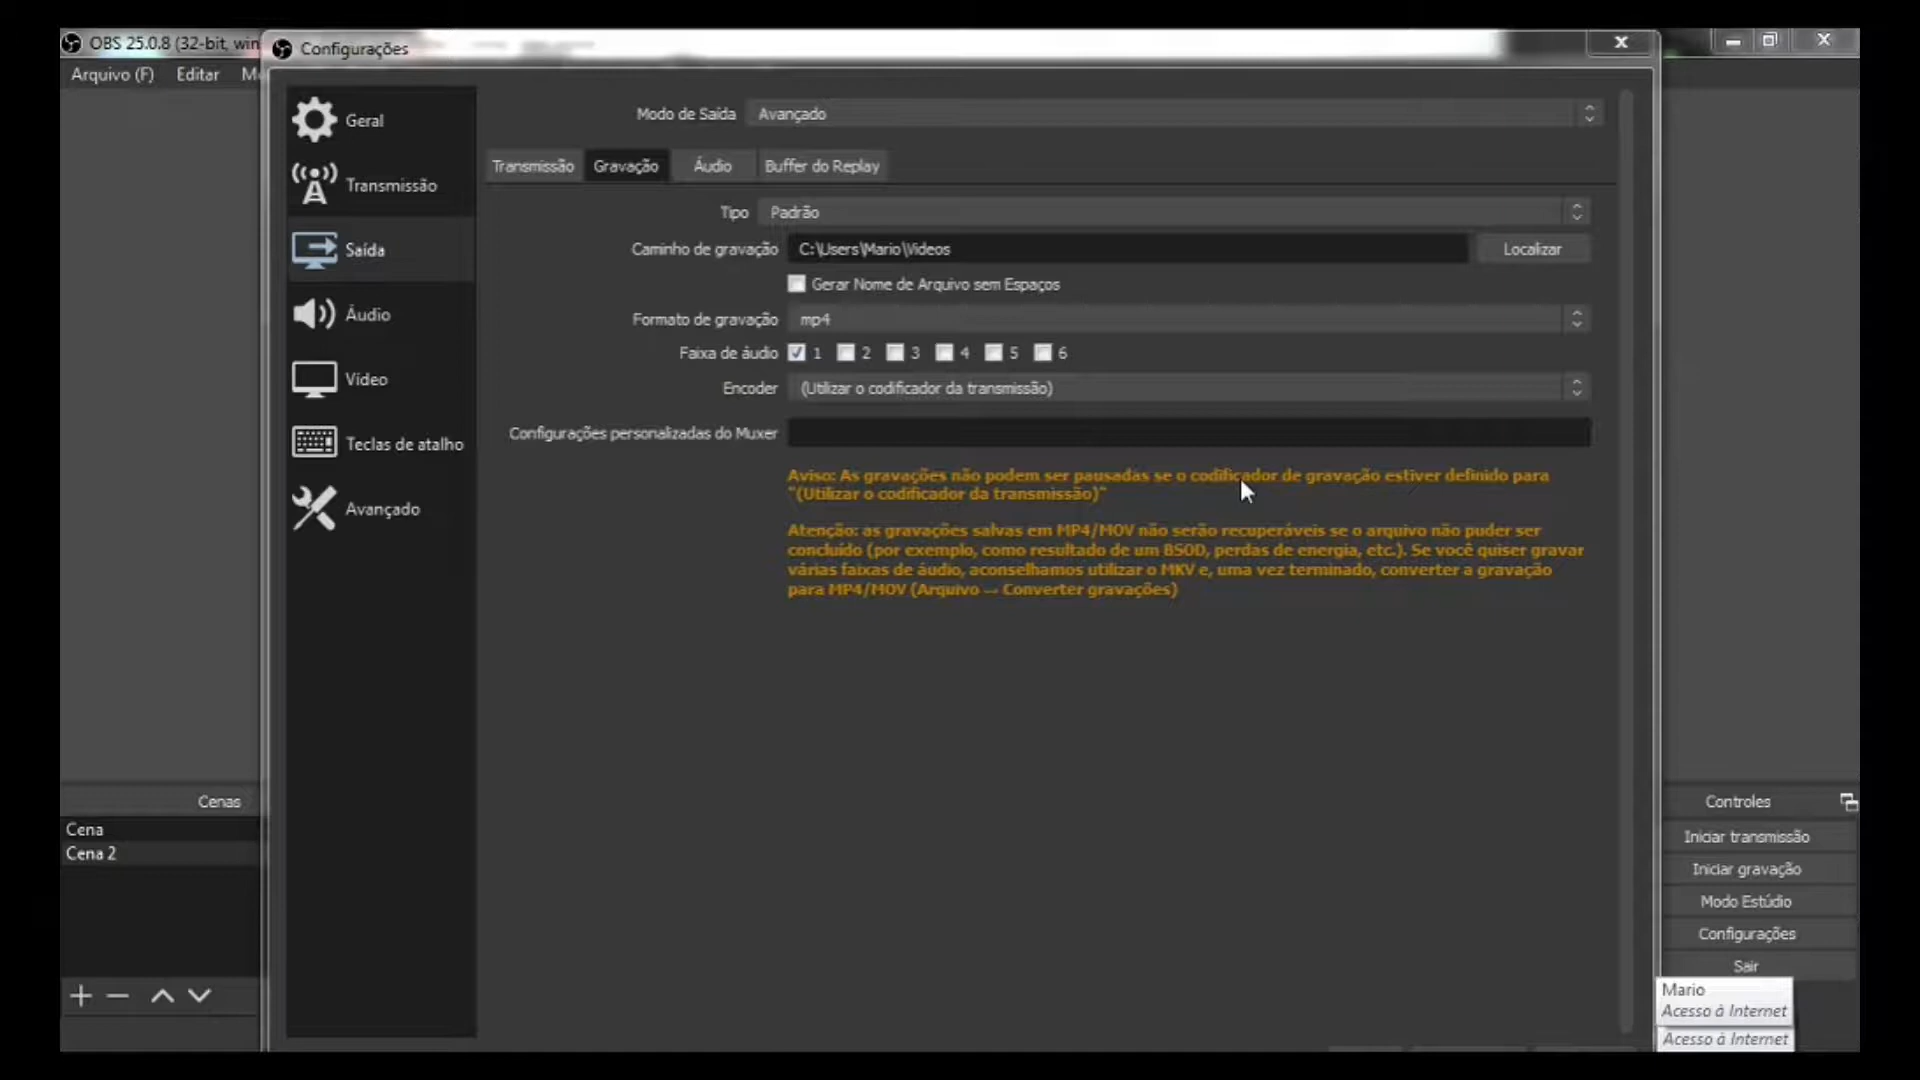 OBS 25.0.8 (32-bit, win
Configurações
Arquivo (F) Editar
Geral
Transmissão
Saída
Áudio
Vídeo
Teclas de atalho
Avançado
Modo de Saída Avançado
Transmissão Gravação Áudio Buffer do Replay
Tipo Padrão
Caminho de gravação C:\Users\Mario\Videos Localizar
Gerar Nome de Arquivo sem Espaços
Formato de gravação mp4
Faixa de áudio 1 2 3 4 5 6
Encoder (Utilizar o codificador da transmissão)
Configurações personalizadas do Muxer
Aviso: As gravações não podem ser pausadas se o codificador de gravação estiver definido para
"(Utilizar o codificador da transmissão)"
Atenção: as gravações salvas em MP4/MOV não serão recuperáveis se o arquivo não puder ser
concluído (por exemplo, como resultado de um BSOD, perdas de energia, etc.). Se você quiser gravar
várias faixas de áudio, aconselhamos utilizar o MKV e, uma vez terminado, converter a gravação
para MP4/MOV (Arquivo -- Converter gravações)
Cenas
Cena
Cena 2
Controles
Iniciar transmissão
Iniciar gravação
Modo Estúdio
Configurações
Sair
Mario
Acesso à Internet
Acesso à Internet